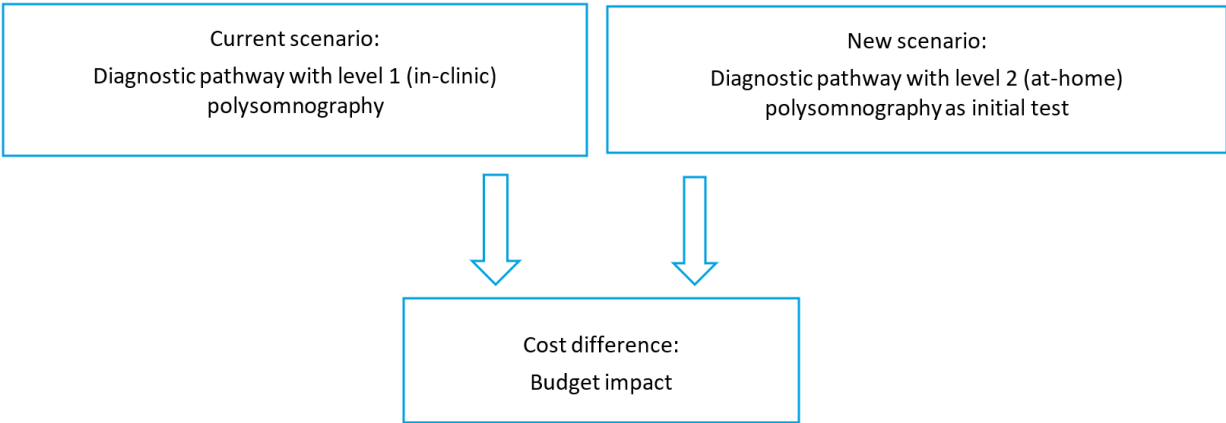 Current scenario:
Diagnostic pathway with level 1 (in-clinic)
polysomnography
New scenario:
Diagnostic pathway with level 2 (at-home)
polysomnography as initial test
Cost difference:
Budget impact